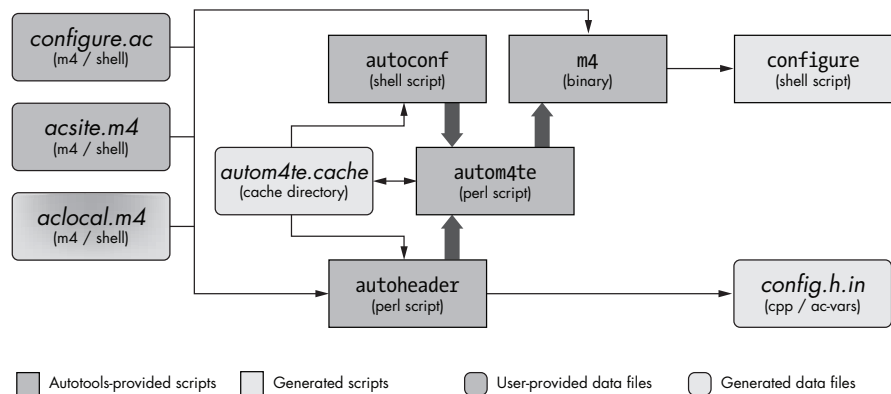 configure.ac
(m4 / shell)
autoconf
(shell script)
m4
(binary)
configure
(shell script)
acsite.m4
(m4 / shell)
autom4te.cache
(cache directory)
autom4te
(perl script)
aclocal.m4
(m4 / shell)
autoheader
(perl script)
config.h.in
(cpp / ac-vars)
Autotools-provided scripts
Generated scripts
User-provided data files
Generated data files